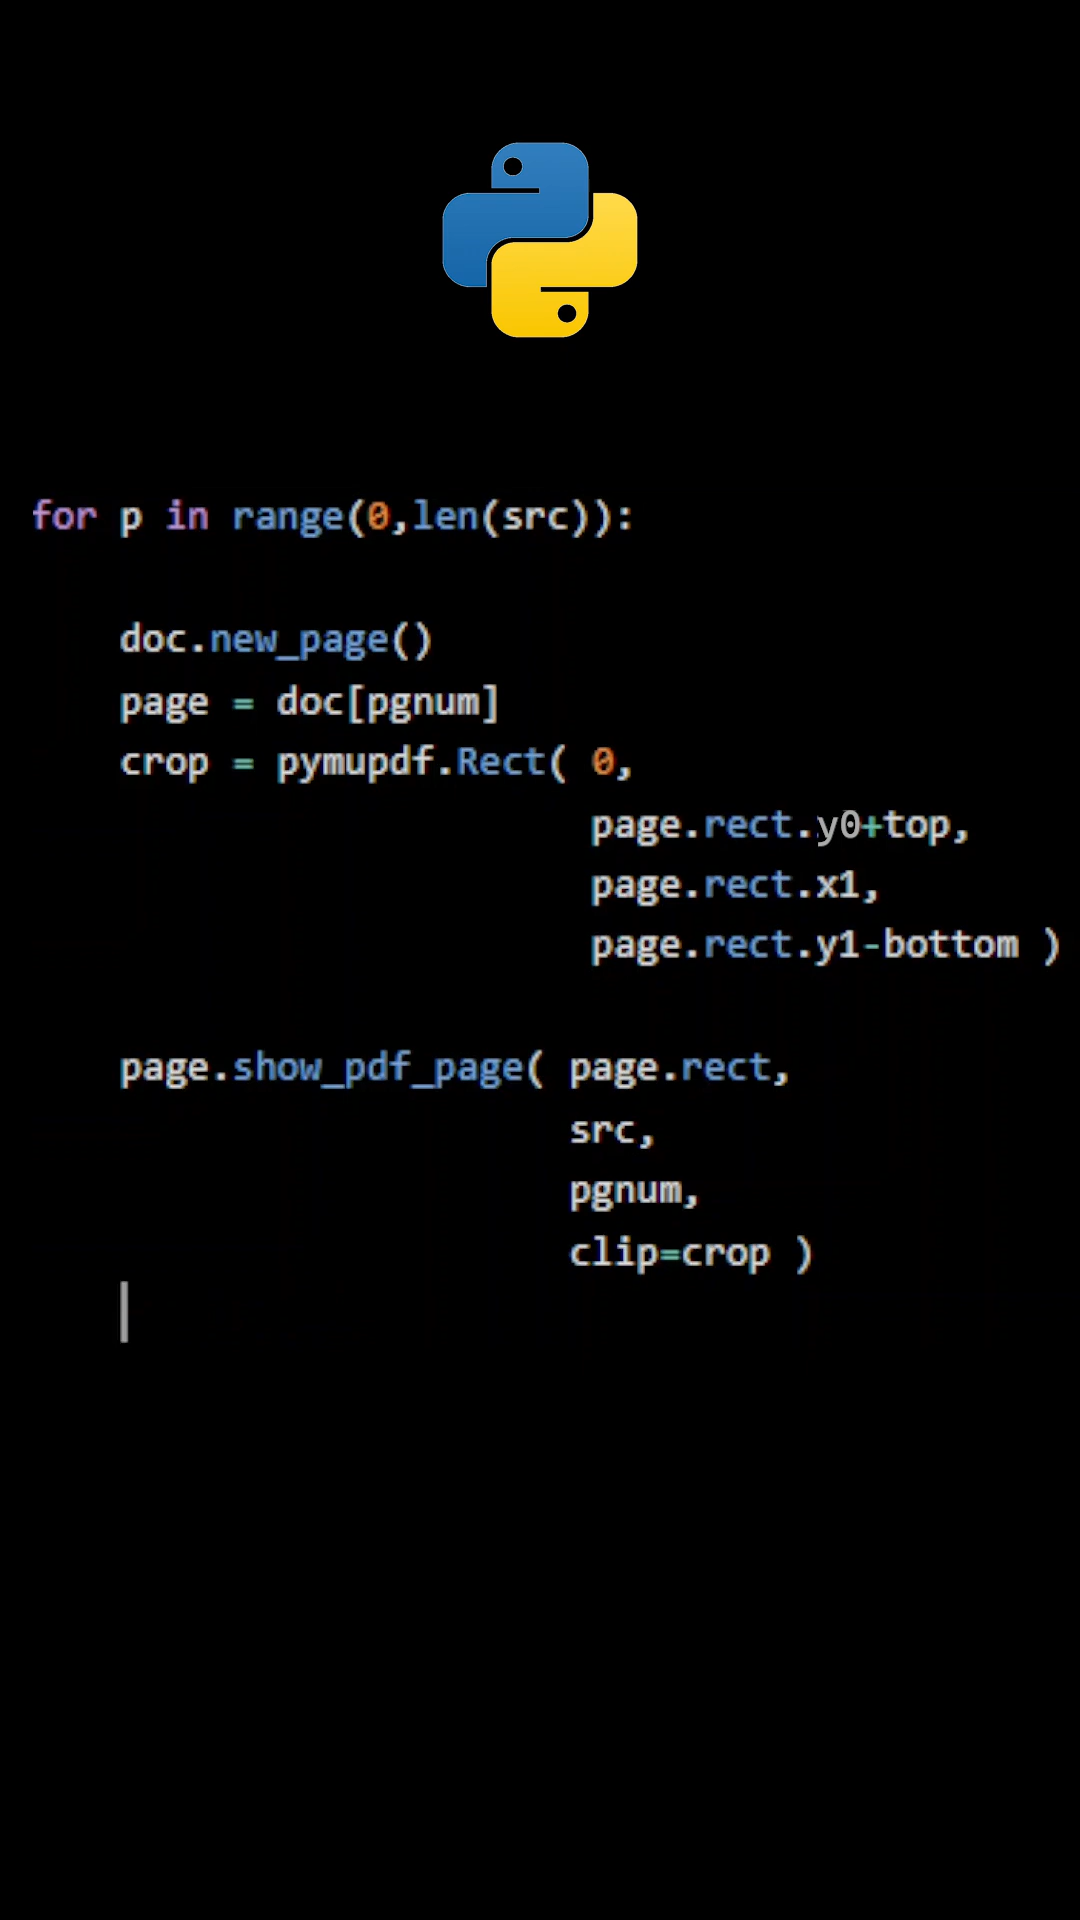 for p in range(0,len(src)):
doc.new_page()
page = doc[pgnum]
crop = pymupdf.Rect( 0,
page.rect.y0+top,
page.rect.x1,
page.rect.y1-bottom )
page.show_pdf_page( page.rect,
src,
pgnum,
clip=crop )